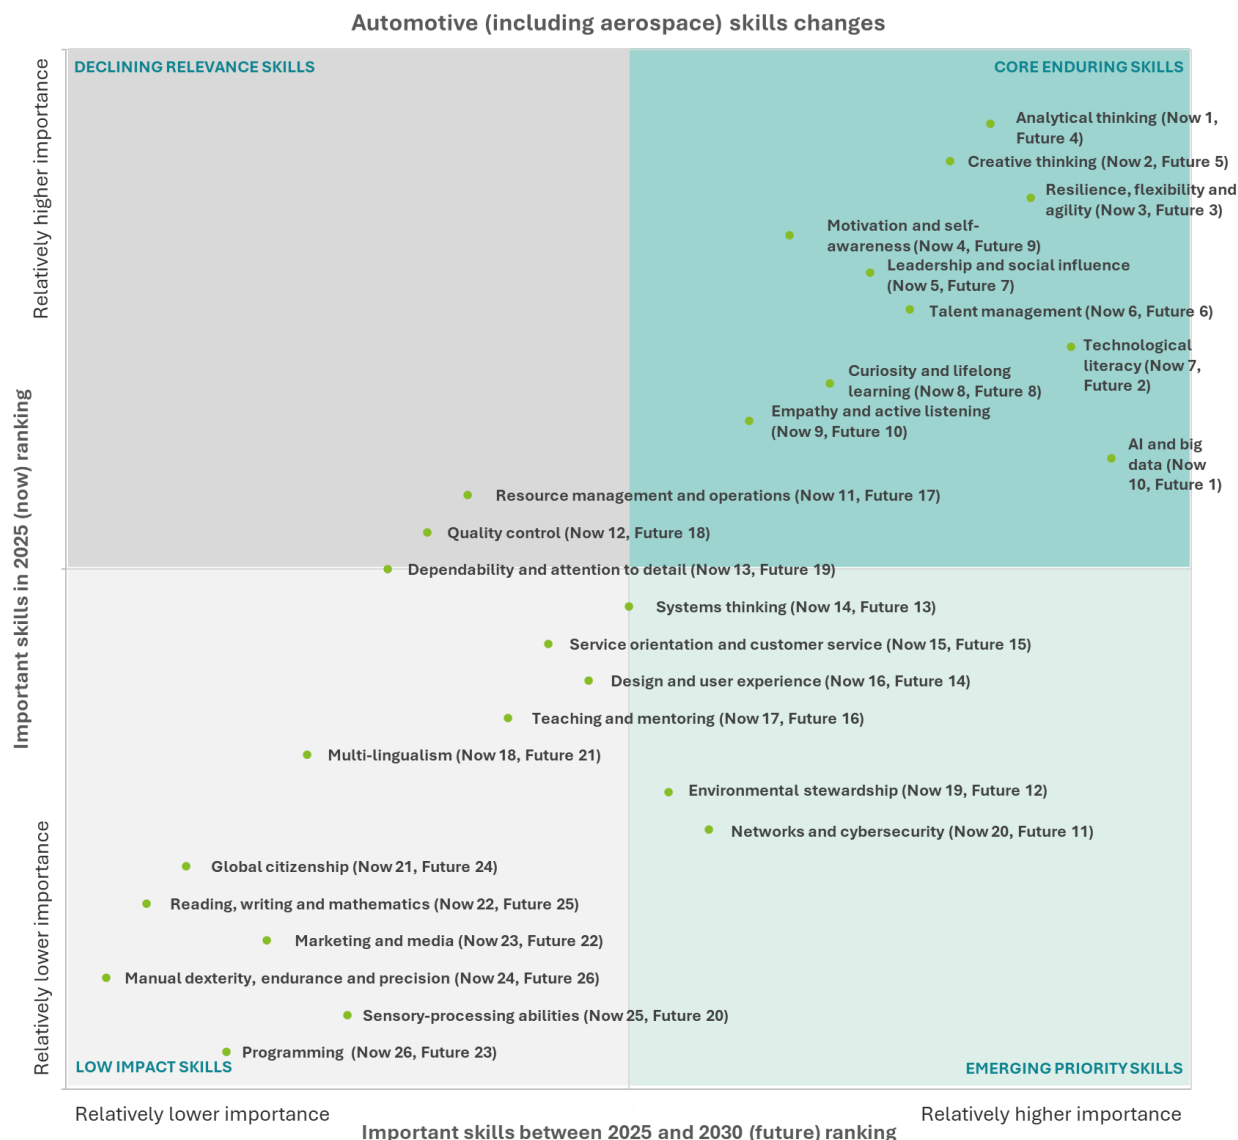 Automotive (including aerospace) skills changes
DECLINING RELEVANCE SKILLS
CORE ENDURING SKILLS
Relatively higher importance
Analytical thinking (Now 1,
Future 4)
Creative thinking (Now 2, Future 5)
Resilience, flexibility and
agility (Now 3, Future 3)
Motivation and self-
awareness (Now 4, Future 9)
Leadership and social influence
(Now 5, Future 7)
Talent management (Now 6, Future 6)
Technological
literacy (Now 7,
Future 2)
Curiosity and lifelong
learning (Now 8, Future 8)
Empathy and active listening
(Now 9, Future 10)
AI and big
data (Now
10, Future 1)
Resource management and operations (Now 11, Future 17)
Quality control (Now 12, Future 18)
Dependability and attention to detail (Now 13, Future 19)
Important skills in 2025 (now) ranking
Systems thinking (Now 14, Future 13)
Service orientation and customer service (Now 15, Future 15)
Design and user experience (Now 16, Future 14)
Teaching and mentoring (Now 17, Future 16)
Multi-lingualism (Now 18, Future 21)
Environmental stewardship (Now 19, Future 12)
Networks and cybersecurity (Now 20, Future 11)
Relatively lower importance
Global citizenship (Now 21, Future 24)
Reading, writing and mathematics (Now 22, Future 25)
Marketing and media (Now 23, Future 22)
Manual dexterity, endurance and precision (Now 24, Future 26)
Sensory-processing abilities (Now 25, Future 20)
Programming (Now 26, Future 23)
LOW IMPACT SKILLS
EMERGING PRIORITY SKILLS
Relatively lower importance
Relatively higher importance
Important skills between 2025 and 2030 (future) ranking